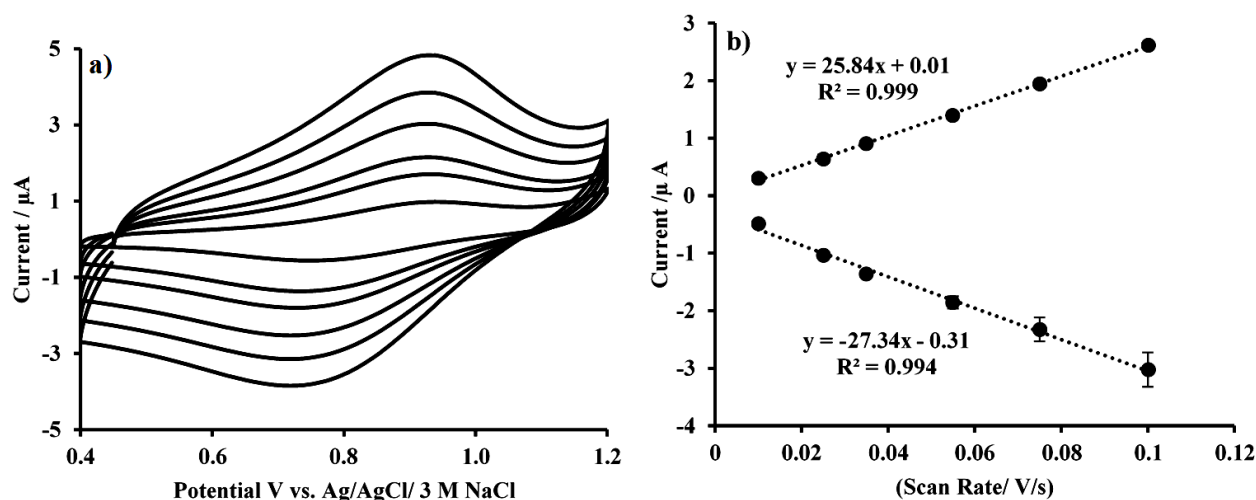 a)
5
3
1
-1
-3
-5
Current /µA
0.4 0.6 0.8 1.0 1.2
Potential V vs. Ag/AgCl/ 3 M NaCl
b)
3
2
1
0
-1
-2
-3
-4
Current /µ A
y = 25.84x + 0.01
R² = 0.999
y = -27.34x - 0.31
R² = 0.994
0 0.02 0.04 0.06 0.08 0.1 0.12
(Scan Rate/ V/s)